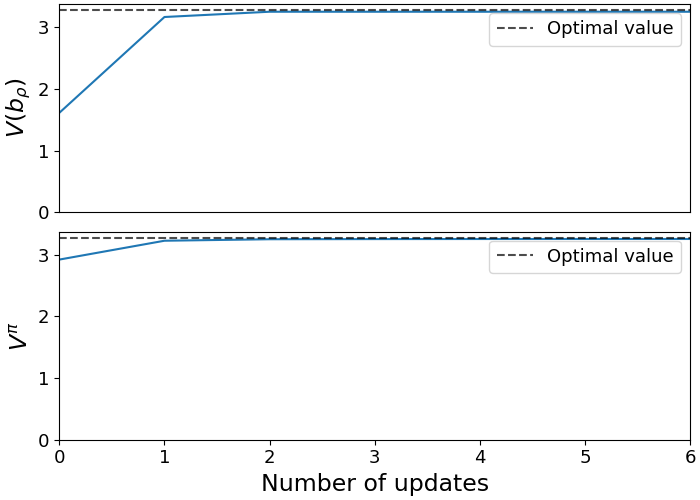 3
Optimal value
2
V(b_ρ)
1
0
3
Optimal value
2
V^π
1
0
0 1 2 3 4 5 6
Number of updates